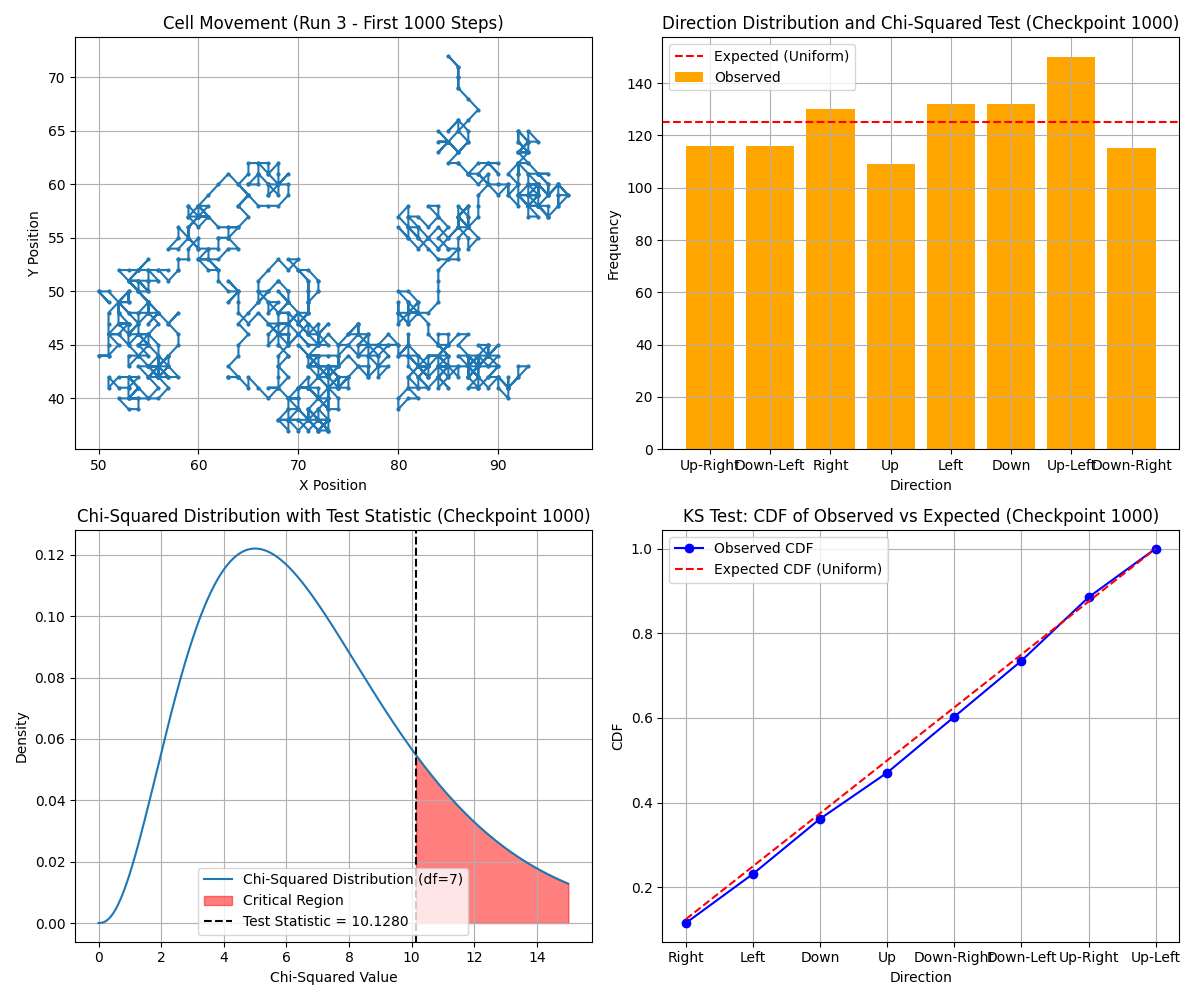 Cell Movement (Run 3 - First 1000 Steps)
Y Position
70
65
60
55
50
45
40
50 60 70 80 90
X Position
Direction Distribution and Chi-Squared Test (Checkpoint 1000)
Expected (Uniform)
Observed
Frequency
140
120
100
80
60
40
20
0
Up-Right Down-Left Right Up Left Down Up-Left Down-Right
Direction
Chi-Squared Distribution with Test Statistic (Checkpoint 1000)
Density
0.12
0.10
0.08
0.06
0.04
0.02
0.00
Chi-Squared Distribution (df=7)
Critical Region
Test Statistic = 10.1280
0 2 4 6 8 10 12 14
Chi-Squared Value
KS Test: CDF of Observed vs Expected (Checkpoint 1000)
Observed CDF
Expected CDF (Uniform)
CDF
1.0
0.8
0.6
0.4
0.2
Right Left Down Up Down-Right Down-Left Up-Right Up-Left
Direction